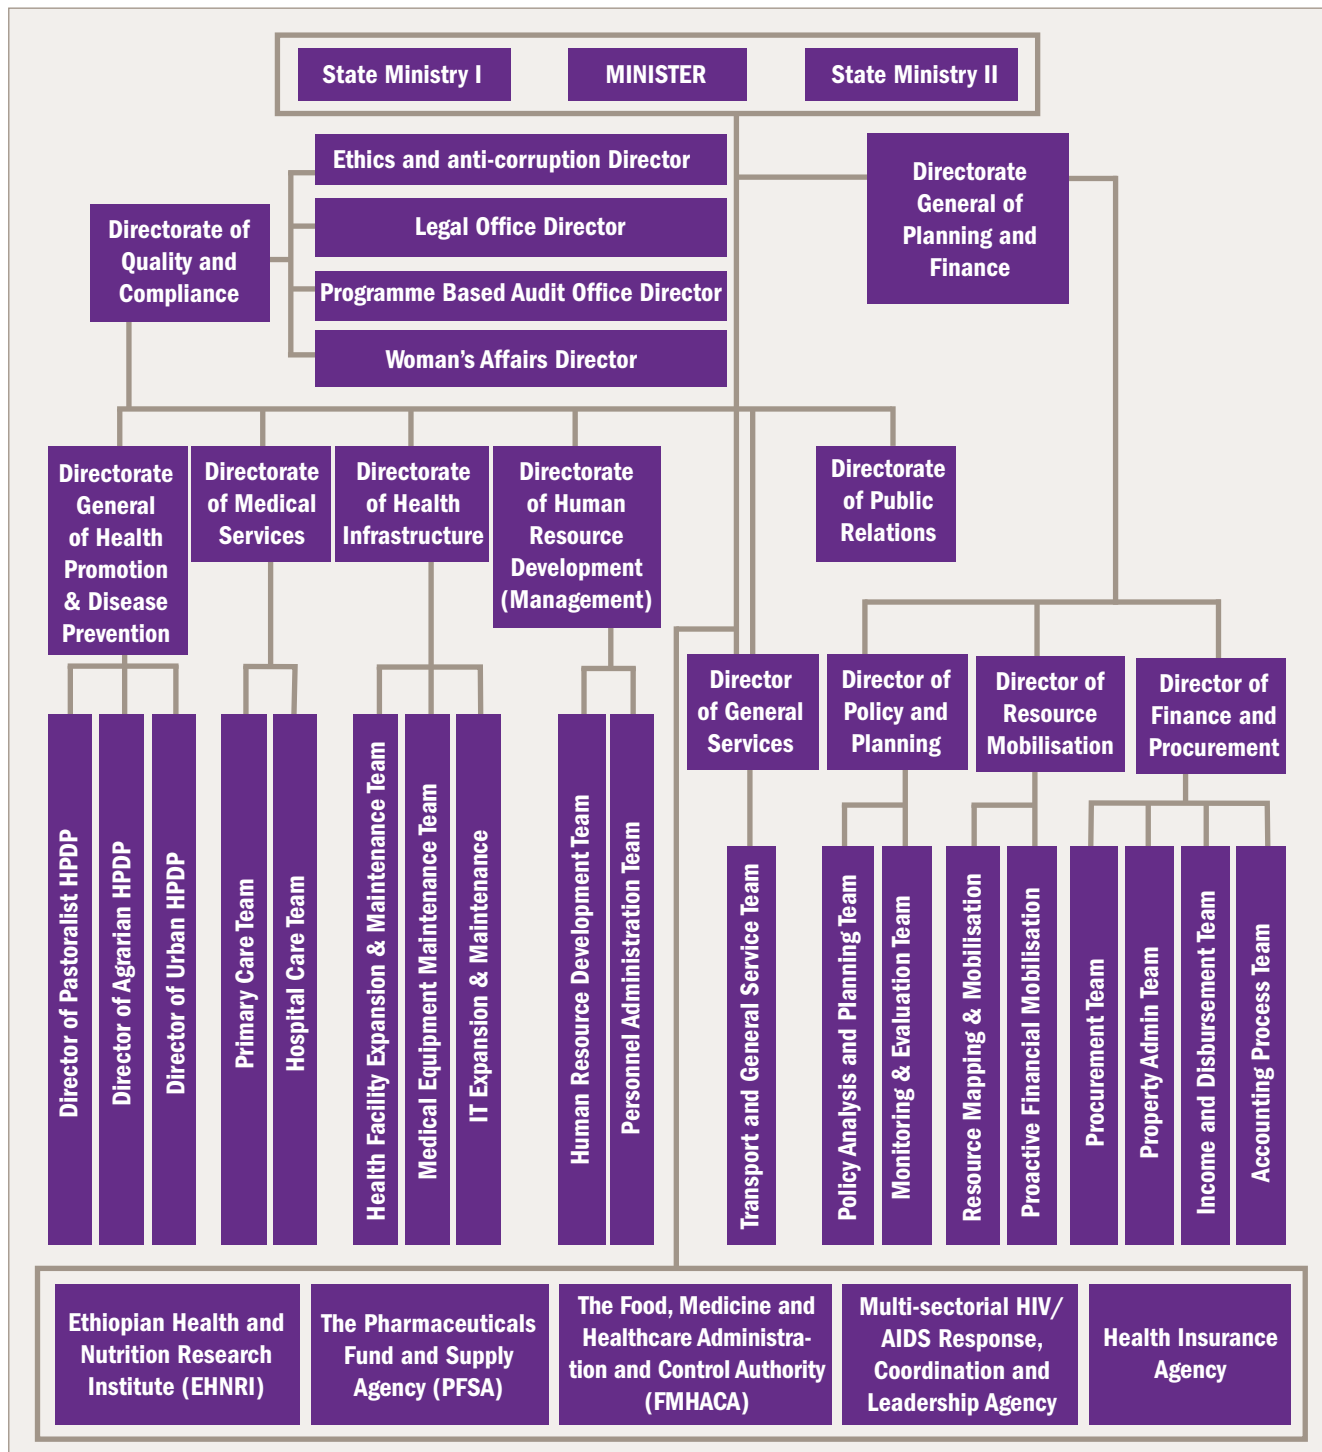 State Ministry I
MINISTER
State Ministry II
Ethics and anti-corruption Director
Legal Office Director
Programme Based Audit Office Director
Woman’s Affairs Director
Directorate of
Quality and
Compliance
Directorate
General of
Planning and
Finance
Directorate
General
of Health
Promotion
& Disease
Prevention
Directorate
of Medical
Services
Directorate
of Health
Infrastructure
Directorate
of Human
Resource
Development
(Management)
Directorate
of Public
Relations
Director
of General
Services
Director of
Policy and
Planning
Director of
Resource
Mobilisation
Director of
Finance and
Procurement
Director of Pastoralist HPDP
Director of Agrarian HPDP
Director of Urban HPDP
Primary Care Team
Hospital Care Team
Health Facility Expansion & Maintenance Team
Medical Equipment Maintenance Team
IT Expansion & Maintenance
Human Resource Development Team
Personnel Administration Team
Transport and General Service Team
Policy Analysis and Planning Team
Monitoring & Evaluation Team
Resource Mapping & Mobilisation
Proactive Financial Mobilisation
Procurement Team
Property Admin Team
Income and Disbursement Team
Accounting Process Team
Ethiopian Health and
Nutrition Research
Institute (EHNRI)
The Pharmaceuticals
Fund and Supply
Agency (PFSA)
The Food, Medicine and
Healthcare Administra-
tion and Control Authority
(FMHACA)
Multi-sectorial HIV/
AIDS Response,
Coordination and
Leadership Agency
Health Insurance
Agency